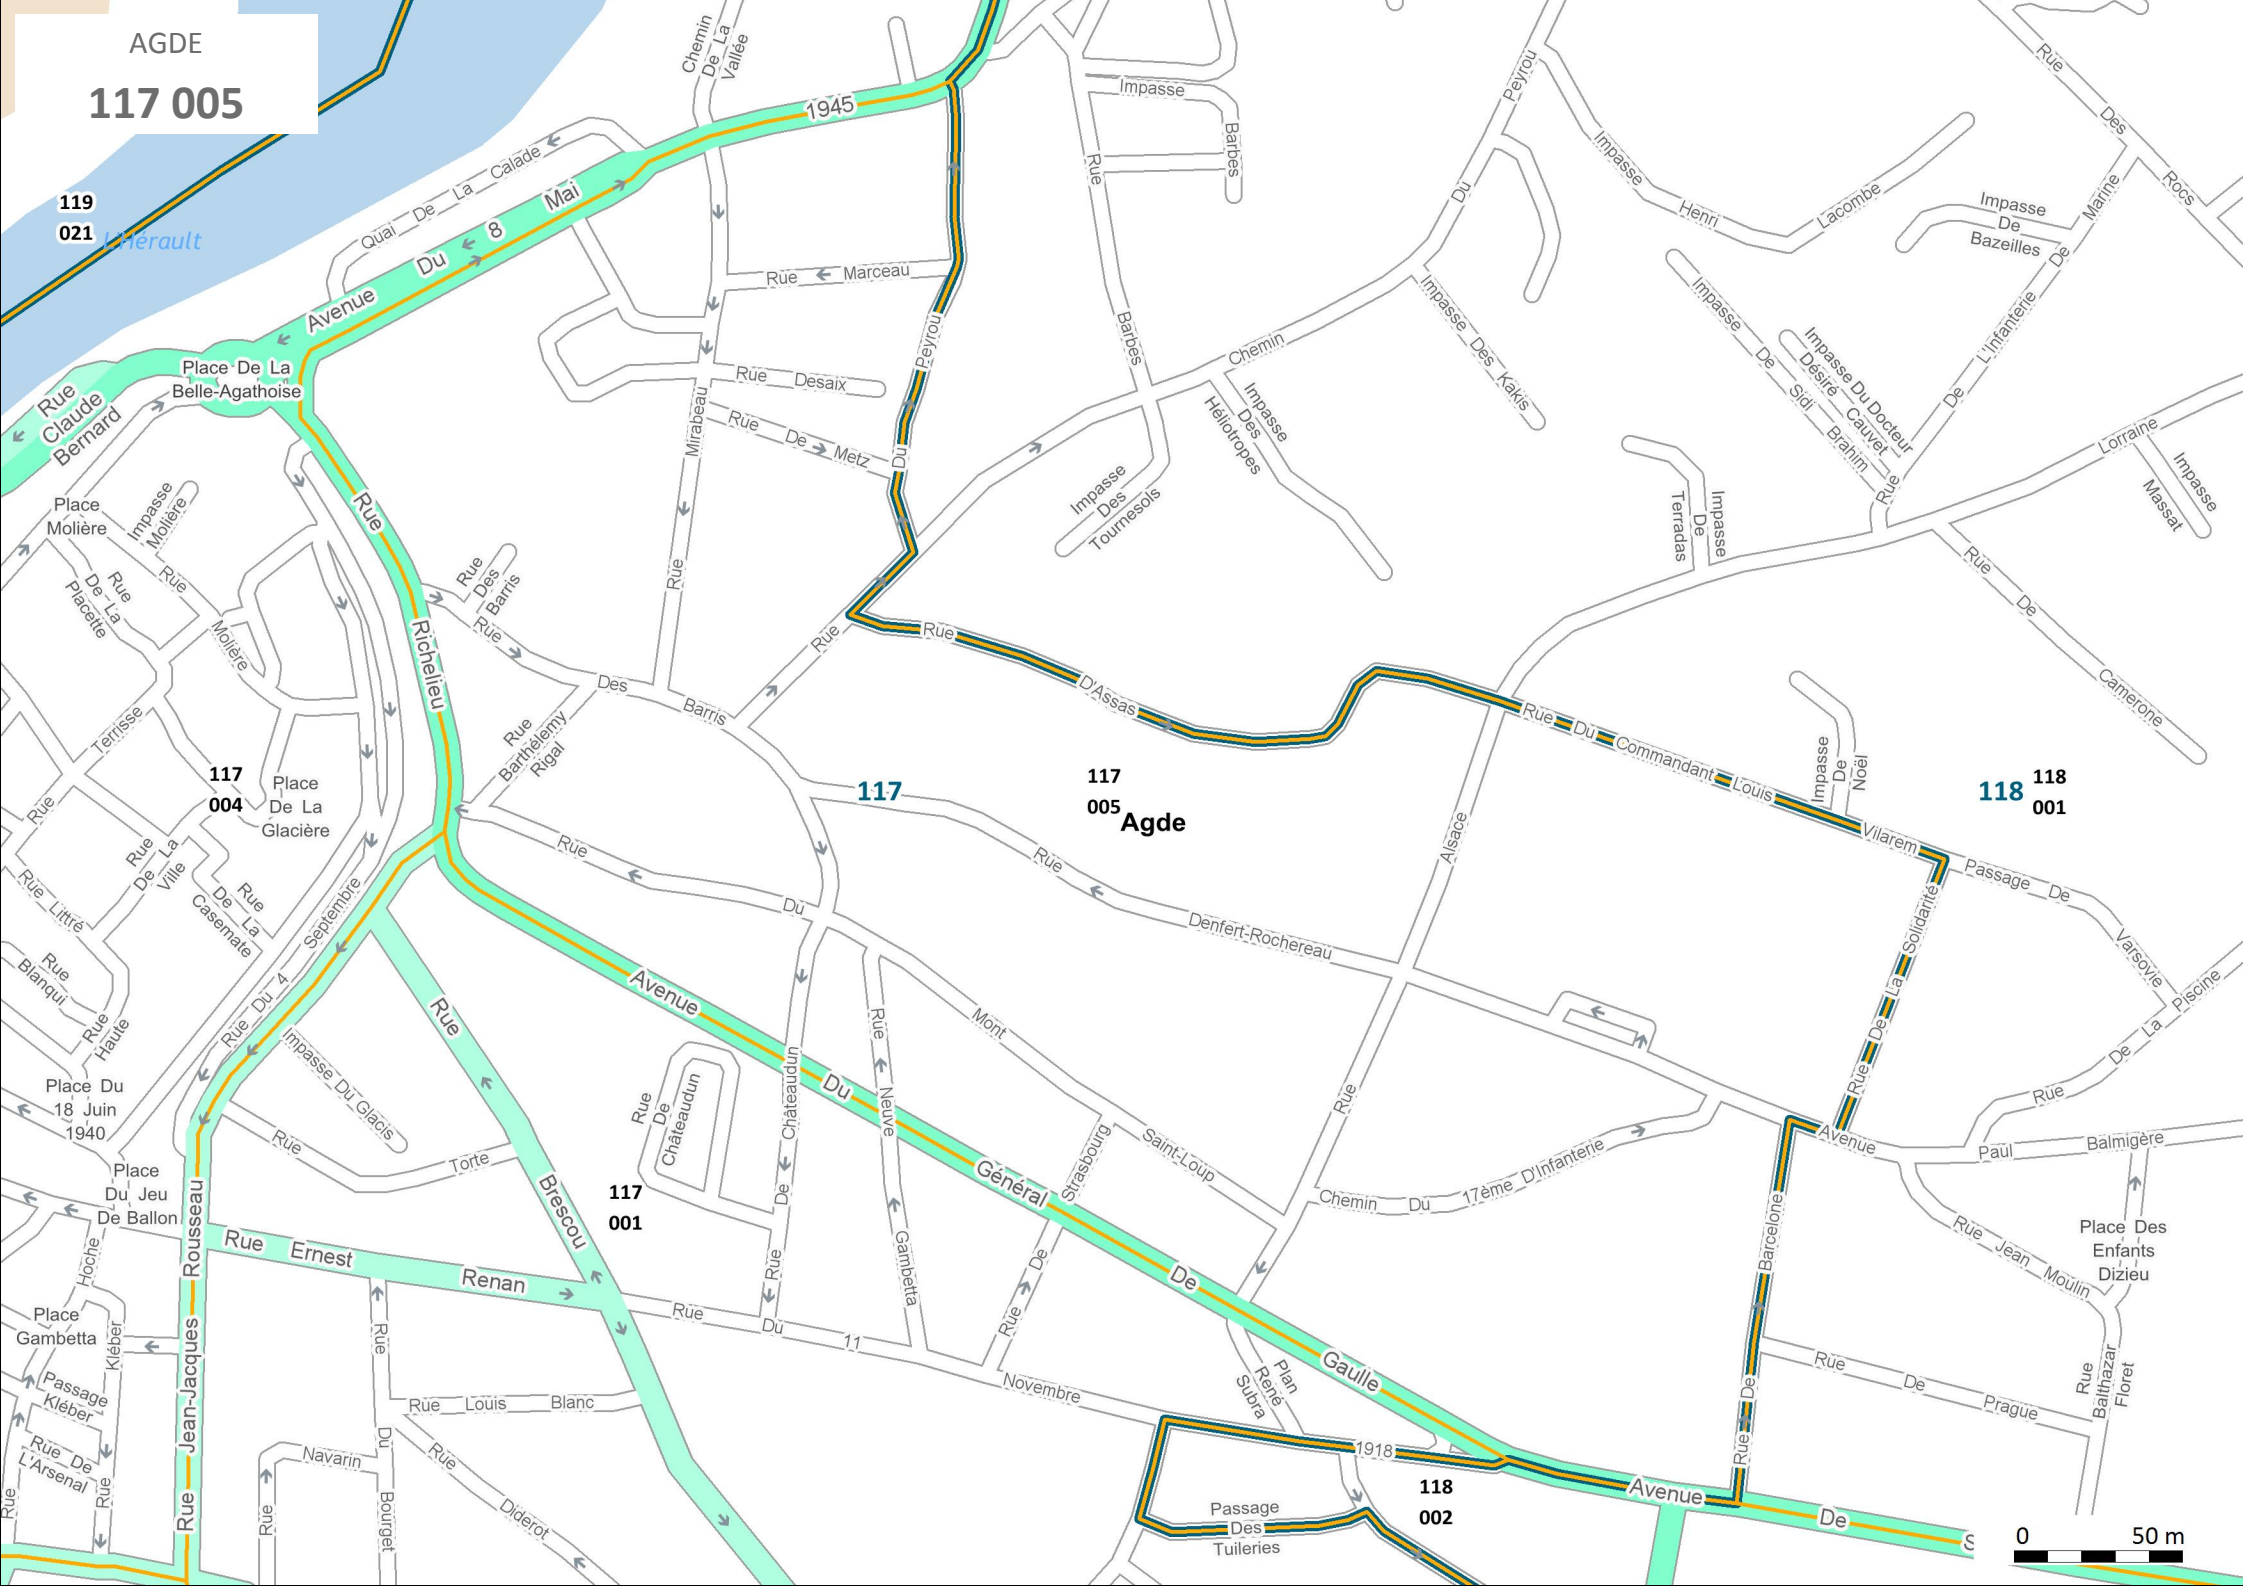 AGDE
117 005
119
021
L'Hérault
Chemin
De La
Vallée
1945
Quai De La Calade
Avenue Du 8 Mai
Place De La
Belle-Agathoise
Rue
Claude
Bernard
Place
Molière
Impasse
Molière
Rue Molière
Rue
De La
Placette
Rue Richelieu
Rue
Des
Barris
Rue Des Barris
Rue Marceau
Rue Desaix
Rue De Metz
Rue Mirabeau
Rue Du Peyrou
Impasse
Barbes
Rue Barbes
Chemin Du Peyrou
Impasse Henri Lacombe
Rue Des Rocs
Impasse
De
Bazeilles
Rue De L'Infanterie De Marine
Impasse De Sidi Brahim
Impasse Du Docteur
Désiré Cauvet
Impasse Des Kakis
Impasse
Des
Héliotropes
Impasse
Des
Tournesols
Impasse
De
Terradas
Lorraine
Impasse
Massat
Rue De Camerone
Rue D'Assas
Rue Du Commandant Louis Vilarem
Impasse
De
Noël
118
118
001
117
117
005
Agde
Rue
Barthélemy
Rigal
Rue Terrisse
117
004
Place
De La
Glacière
Rue
De La
Ville
Rue
De La
Casemate
Rue Littré
Rue
Blanqui
Rue
Haute
Rue Du 4 Septembre
Rue Du Mont Saint-Loup
Rue Denfert-Rochereau
Rue Alsace
Passage De Varsovie
Rue De La Solidarité
Rue De La Piscine
Avenue Paul Balmigère
Avenue Du Général De Gaulle
Rue Brescou
Impasse Du Glacis
Rue Torte
Place Du
18 Juin
1940
Place
Du Jeu
De Ballon
Rue
De
Châteaudun
Rue De Châteaudun
Rue Neuve Gambetta
Rue De Strasbourg
Chemin Du 17ème D'Infanterie
117
001
Rue Ernest Renan
Rue Du 11 Novembre 1918
Rue Jean-Jacques Rousseau
Hoche
Place
Gambetta
Rue Kléber
Passage
Kléber
Rue De
L'Arsenal
Rue
Rue Du Bourget
Rue Louis Blanc
Rue Navarin
Rue Diderot
Plan
René
Subra
Passage
Des
Tuileries
118
002
Rue De Barcelone
Rue Jean Moulin
Place Des
Enfants
Dizieu
Rue
Balthazar
Floret
Rue De Prague
Avenue De S
0 50 m